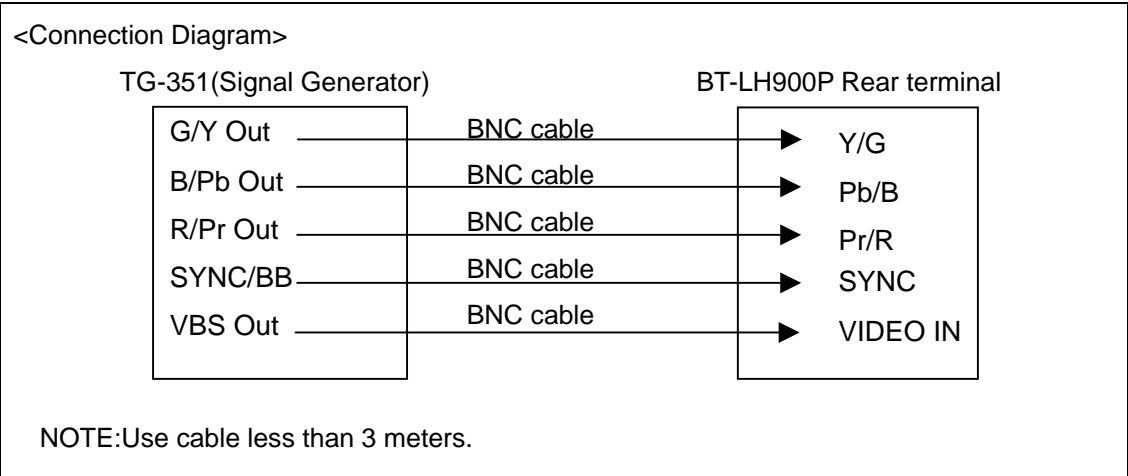 <Connection Diagram>
TG-351(Signal Generator) BT-LH900P Rear terminal
G/Y Out BNC cable Y/G
B/Pb Out BNC cable Pb/B
R/Pr Out BNC cable Pr/R
SYNC/BB BNC cable SYNC
VBS Out BNC cable VIDEO IN
NOTE:Use cable less than 3 meters.